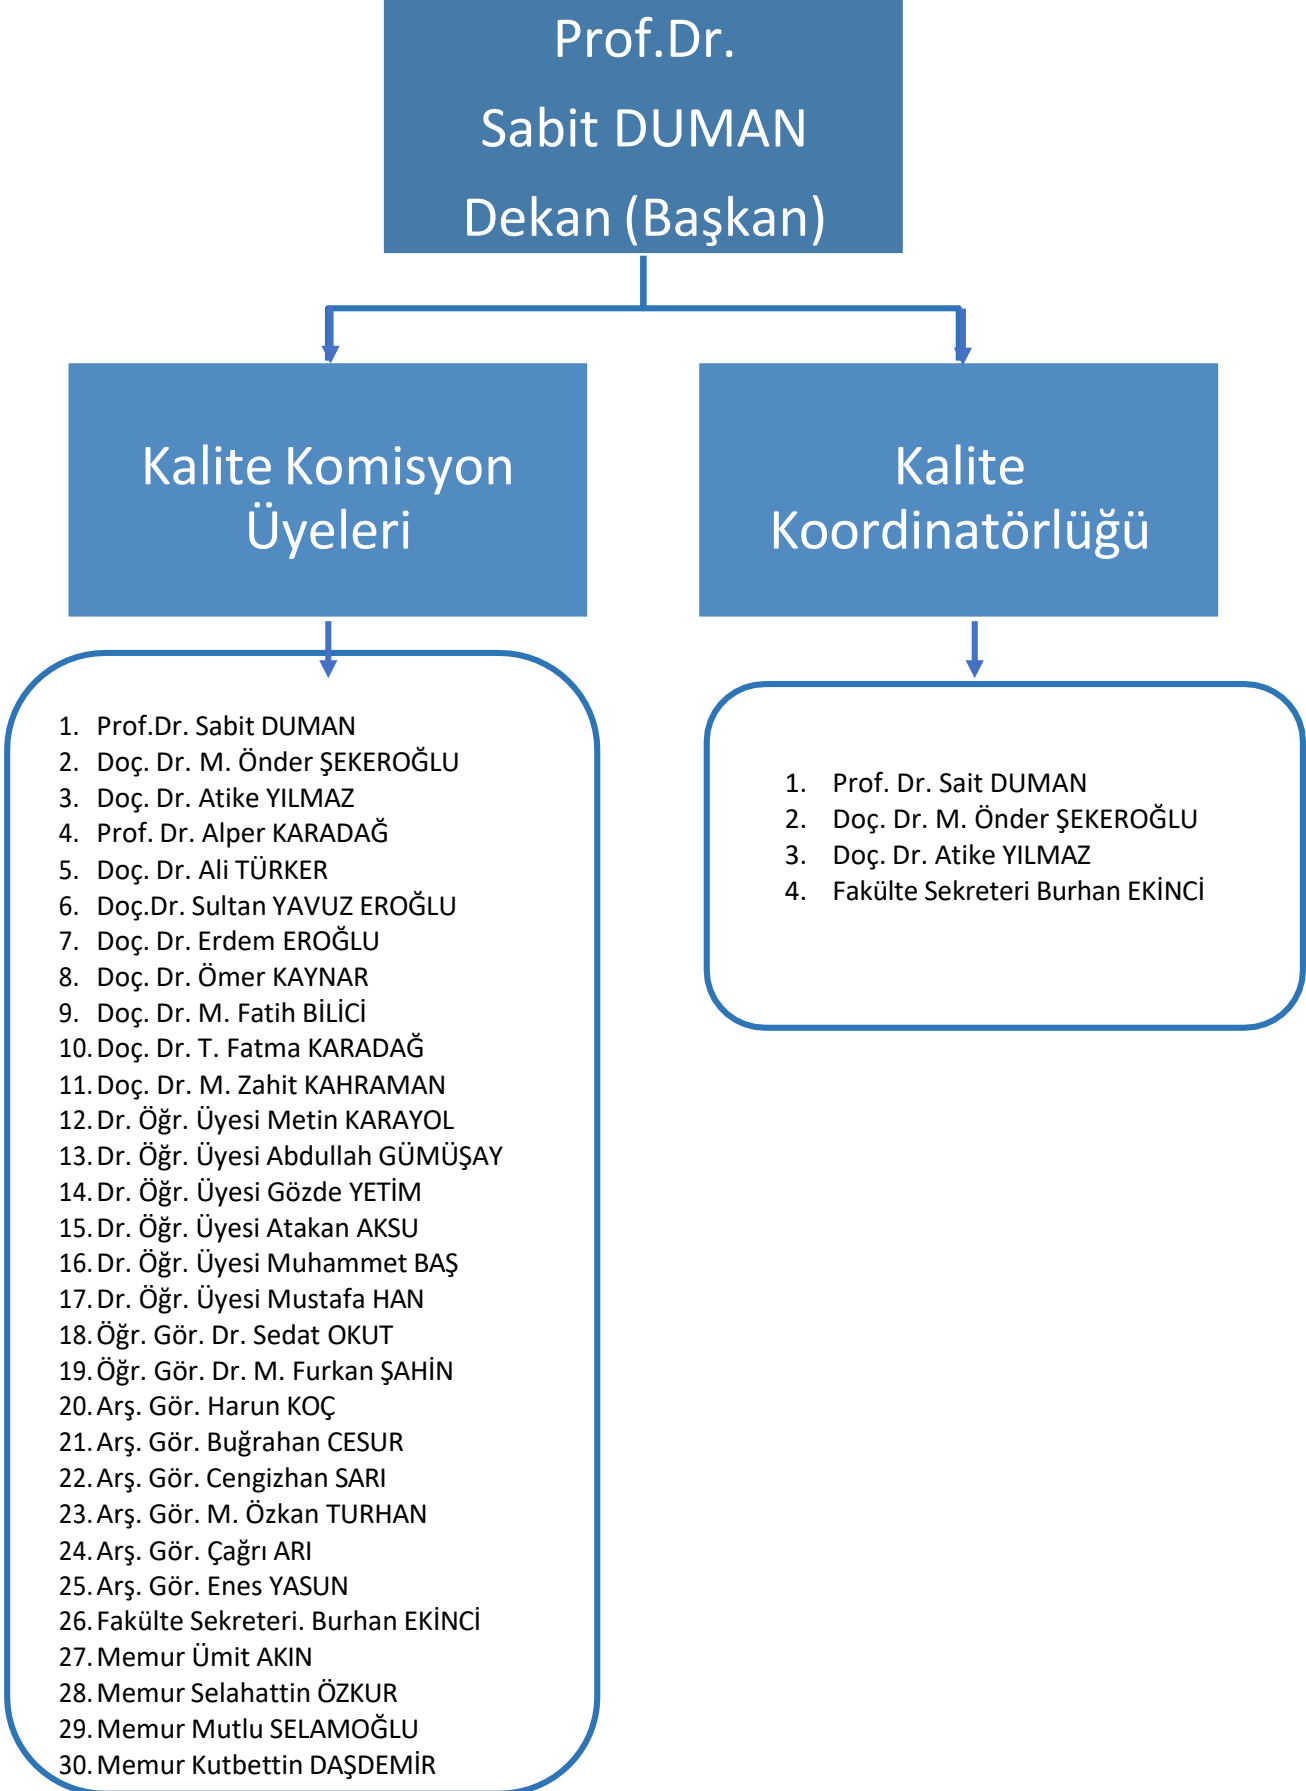 Prof.Dr.
Sabit DUMAN
Dekan (Başkan)
Kalite Komisyon
Üyeleri
Kalite
Koordinatörlüğü
1. Prof.Dr. Sabit DUMAN
2. Doç. Dr. M. Önder ŞEKEROĞLU
3. Doç. Dr. Atike YILMAZ
4. Prof. Dr. Alper KARADAĞ
5. Doç. Dr. Ali TÜRKER
6. Doç.Dr. Sultan YAVUZ EROĞLU
7. Doç. Dr. Erdem EROĞLU
8. Doç. Dr. Ömer KAYNAR
9. Doç. Dr. M. Fatih BİLİCİ
10. Doç. Dr. T. Fatma KARADAĞ
11. Doç. Dr. M. Zahit KAHRAMAN
12. Dr. Öğr. Üyesi Metin KARAYOL
13. Dr. Öğr. Üyesi Abdullah GÜMÜŞAY
14. Dr. Öğr. Üyesi Gözde YETİM
15. Dr. Öğr. Üyesi Atakan AKSU
16. Dr. Öğr. Üyesi Muhammet BAŞ
17. Dr. Öğr. Üyesi Mustafa HAN
18. Öğr. Gör. Dr. Sedat OKUT
19. Öğr. Gör. Dr. M. Furkan ŞAHİN
20. Arş. Gör. Harun KOÇ
21. Arş. Gör. Buğrahan CESUR
22. Arş. Gör. Cengizhan SARI
23. Arş. Gör. M. Özkan TURHAN
24. Arş. Gör. Çağrı ARI
25. Arş. Gör. Enes YASUN
26. Fakülte Sekreteri. Burhan EKİNCİ
27. Memur Ümit AKIN
28. Memur Selahattin ÖZKUR
29. Memur Mutlu SELAMOĞLU
30. Memur Kutbettin DAŞDEMİR
1. Prof. Dr. Sait DUMAN
2. Doç. Dr. M. Önder ŞEKEROĞLU
3. Doç. Dr. Atike YILMAZ
4. Fakülte Sekreteri Burhan EKİNCİ